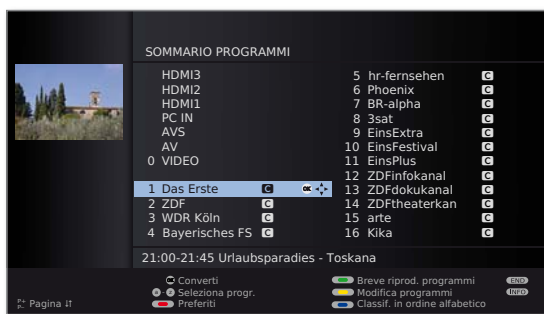 SOMMARIO PROGRAMMI
HDMI3
HDMI2
HDMI1
PC IN
AVS
AV
0 VIDEO
1 Das Erste C OK
2 ZDF C
3 WDR Köln C
4 Bayerisches FS C
5 hr-fernsehen C
6 Phoenix C
7 BR-alpha C
8 3sat C
9 EinsExtra C
10 EinsFestival C
11 EinsPlus C
12 ZDFinfokanal C
13 ZDFdokukanal C
14 ZDFtheaterkan C
15 arte C
16 Kika C
21:00-21:45 Urlaubsparadies - Toskana
Converti
Seleziona progr.
Preferiti
Breve riprod. programmi END
Modifica programmi INFO
Classif. in ordine alfabetico
P+ P- Pagina